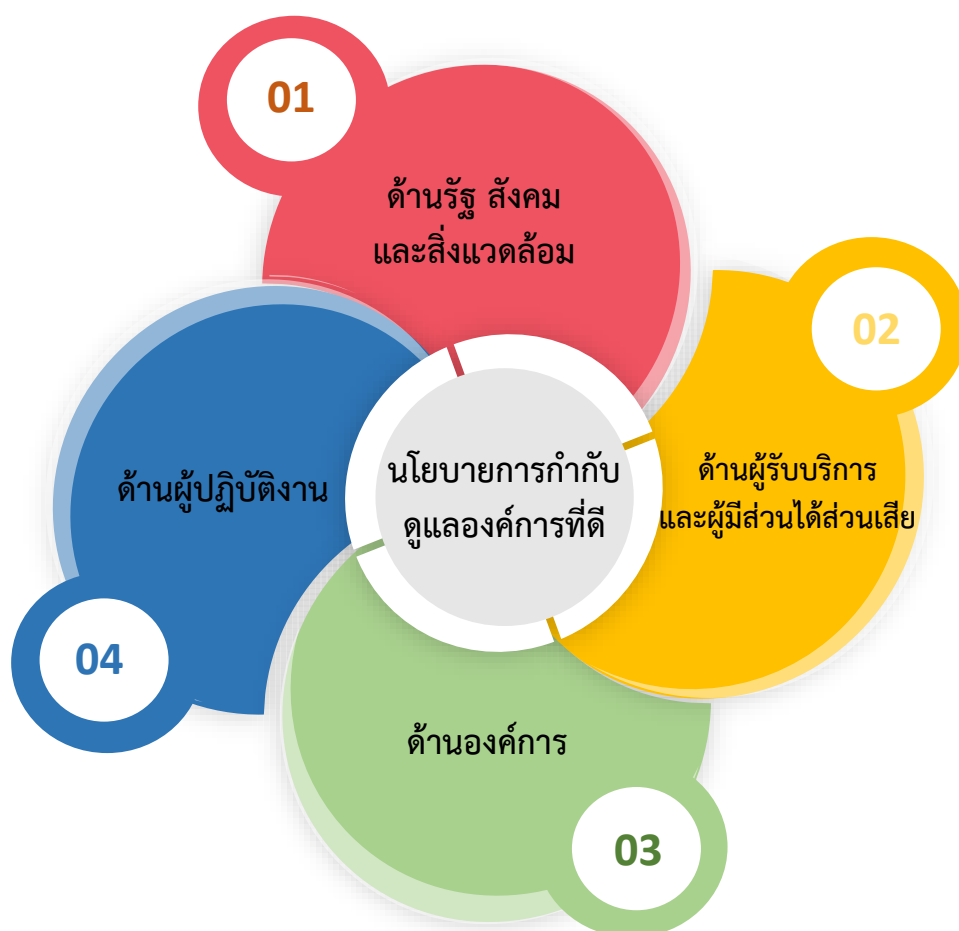 01
ด้านรัฐ สังคม
และสิ่งแวดล้อม
02
ด้านผู้รับบริการ
และผู้มีส่วนได้ส่วนเสีย
นโยบายการกำกับ
ดูแลองค์การที่ดี
ด้านผู้ปฏิบัติงาน
04
ด้านองค์การ
03